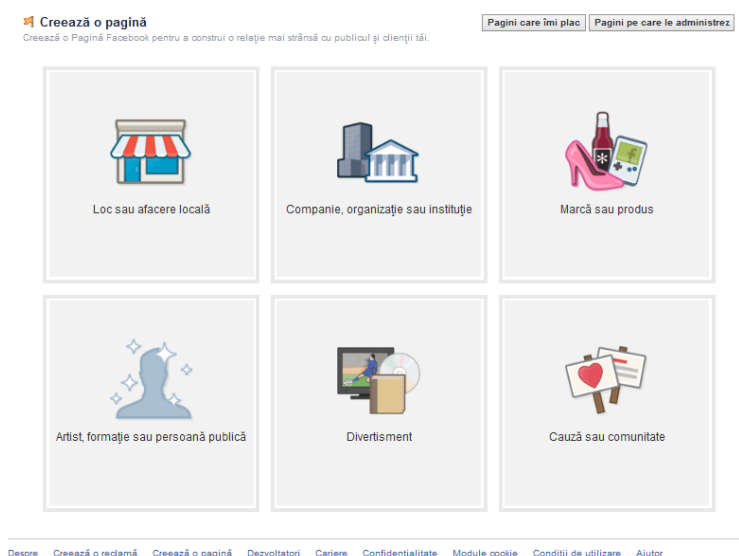 Creează o pagină
Pagini care îmi plac
Pagini pe care le administrez
Creează o Pagină Facebook pentru a construi o relaţie mai strânsă cu publicul şi clienţii tăi.
Loc sau afacere locală
Companie, organizaţie sau instituţie
Marcă sau produs
Artist, formaţie sau persoană publică
Divertisment
Cauză sau comunitate
Despre Creează o reclamă Creează o pagină Dezvoltatori Cariere Confidenţialitate Module cookie Condiţii de utilizare Ajutor